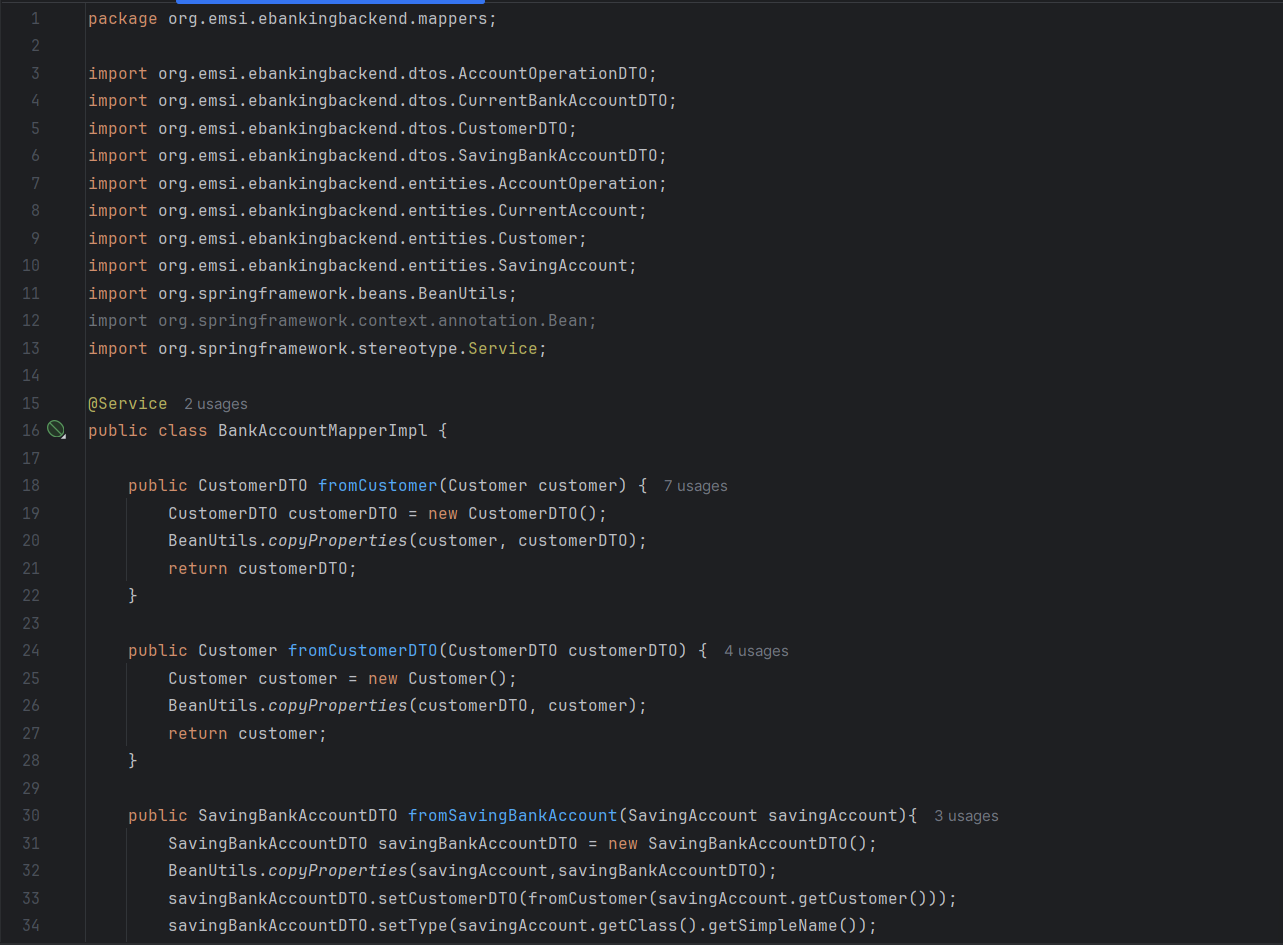 1 package org.emsi.ebankingbackend.mappers;
2
3 import org.emsi.ebankingbackend.dtos.AccountOperationDTO;
4 import org.emsi.ebankingbackend.dtos.CurrentBankAccountDTO;
5 import org.emsi.ebankingbackend.dtos.CustomerDTO;
6 import org.emsi.ebankingbackend.dtos.SavingBankAccountDTO;
7 import org.emsi.ebankingbackend.entities.AccountOperation;
8 import org.emsi.ebankingbackend.entities.CurrentAccount;
9 import org.emsi.ebankingbackend.entities.Customer;
10 import org.emsi.ebankingbackend.entities.SavingAccount;
11 import org.springframework.beans.BeanUtils;
12 import org.springframework.context.annotation.Bean;
13 import org.springframework.stereotype.Service;
14
15 @Service 2 usages
16 public class BankAccountMapperImpl {
17
18     public CustomerDTO fromCustomer(Customer customer) { 7 usages
19         CustomerDTO customerDTO = new CustomerDTO();
20         BeanUtils.copyProperties(customer, customerDTO);
21         return customerDTO;
22     }
23
24     public Customer fromCustomerDTO(CustomerDTO customerDTO) { 4 usages
25         Customer customer = new Customer();
26         BeanUtils.copyProperties(customerDTO, customer);
27         return customer;
28     }
29
30     public SavingBankAccountDTO fromSavingBankAccount(SavingAccount savingAccount){ 3 usages
31         SavingBankAccountDTO savingBankAccountDTO = new SavingBankAccountDTO();
32         BeanUtils.copyProperties(savingAccount,savingBankAccountDTO);
33         savingBankAccountDTO.setCustomerDTO(fromCustomer(savingAccount.getCustomer()));
34         savingBankAccountDTO.setType(savingAccount.getClass().getSimpleName());